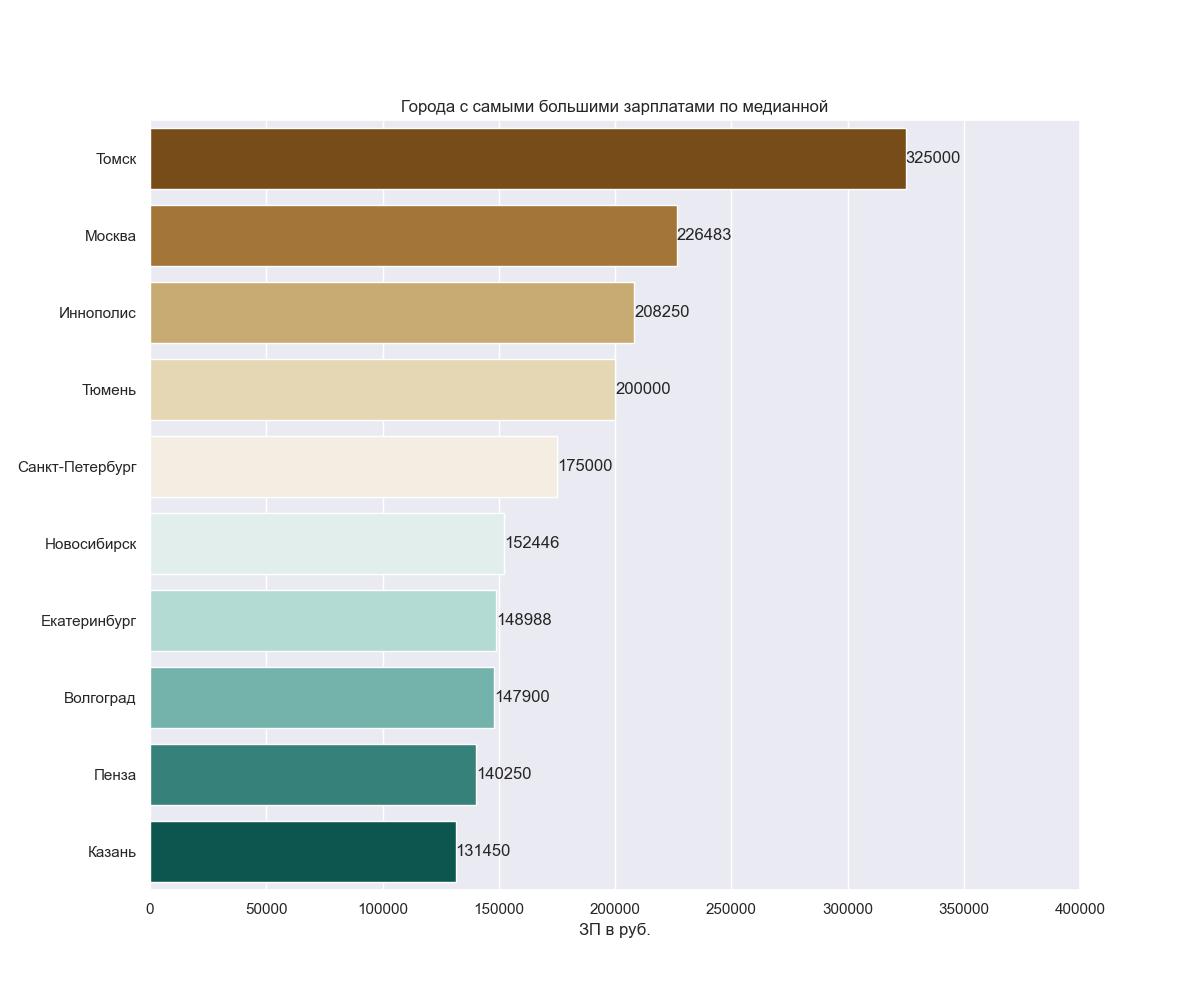 Города с самыми большими зарплатами по медианной
Томск 325000
Москва 226483
Иннополис 208250
Тюмень 200000
Санкт-Петербург 175000
Новосибирск 152446
Екатеринбург 148988
Волгоград 147900
Пенза 140250
Казань 131450
0 50000 100000 150000 200000 250000 300000 350000 400000
ЗП в руб.